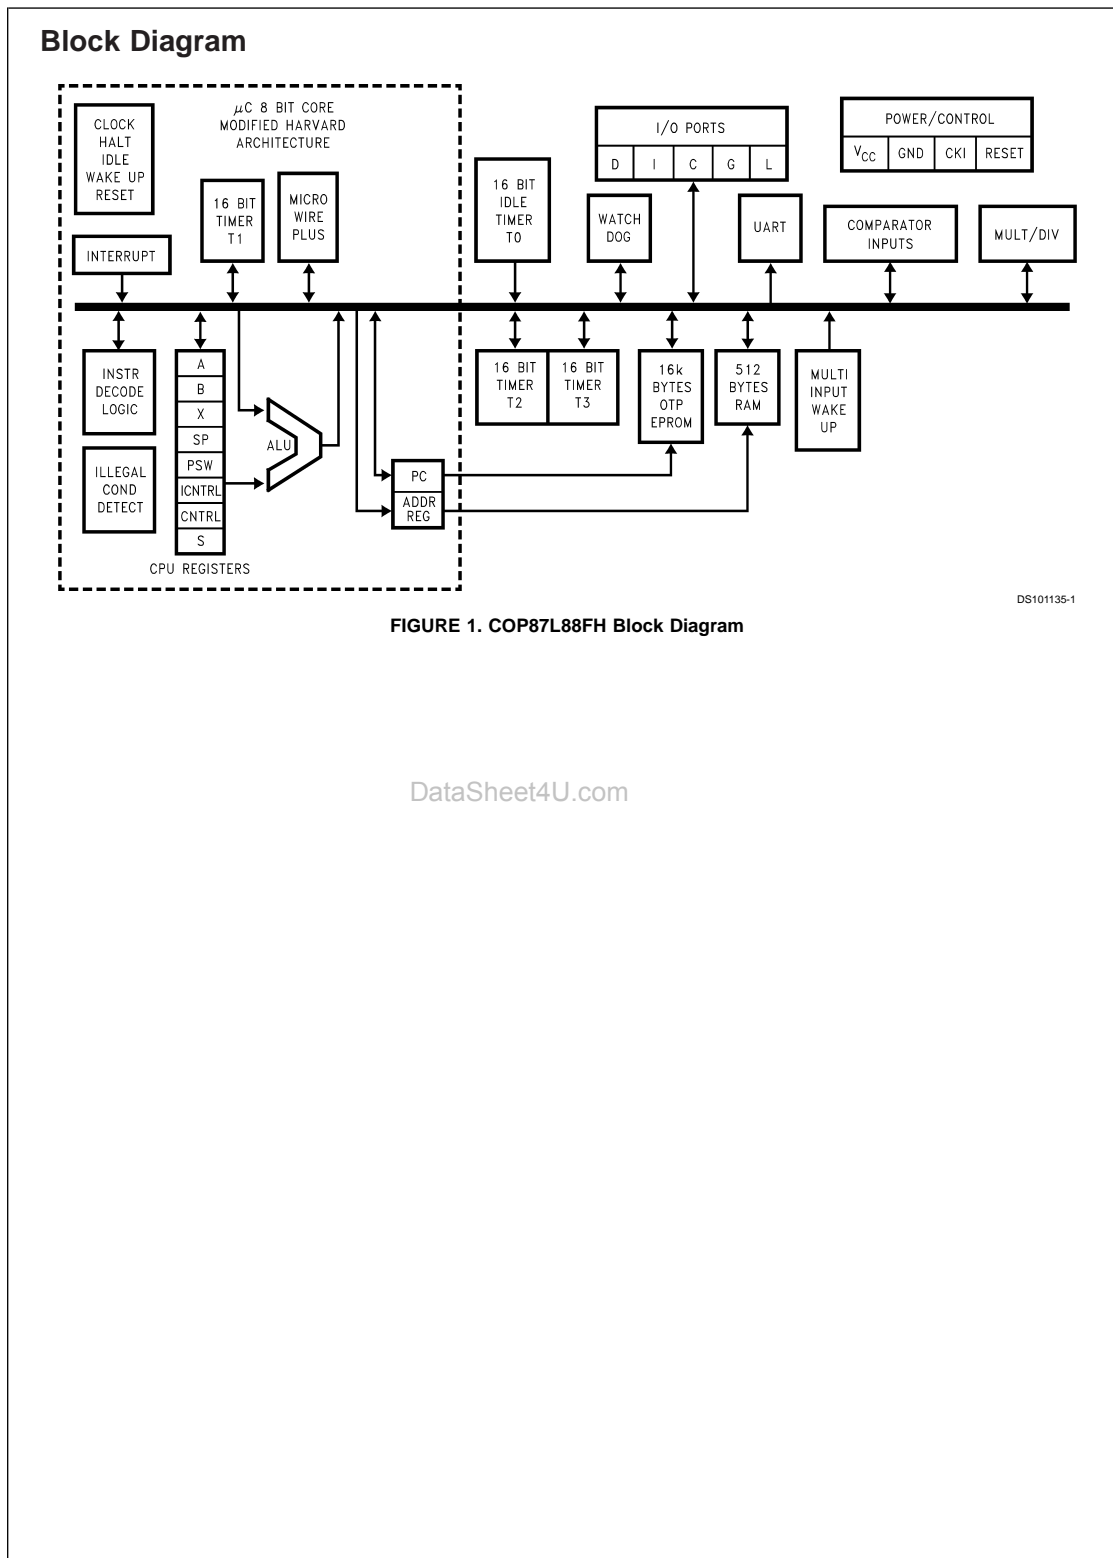 Block Diagram
CLOCK
HALT
IDLE
WAKE UP
RESET
μC 8 BIT CORE
MODIFIED HARVARD
ARCHITECTURE
INTERRUPT
16 BIT
TIMER
T1
MICRO
WIRE
PLUS
16 BIT
IDLE
TIMER
T0
WATCH
DOG
I/O PORTS
D I C G L
UART
POWER/CONTROL
VCC GND CKI RESET
COMPARATOR
INPUTS
MULT/DIV
INSTR
DECODE
LOGIC
ILLEGAL
COND
DETECT
A
B
X
SP
PSW
ICNTRL
CNTRL
S
CPU REGISTERS
ALU
PC
ADDR
REG
16 BIT
TIMER
T2
16 BIT
TIMER
T3
16k
BYTES
OTP
EPROM
512
BYTES
RAM
MULTI
INPUT
WAKE
UP
DS101135-1
FIGURE 1. COP87L88FH Block Diagram
DataSheet4U.com